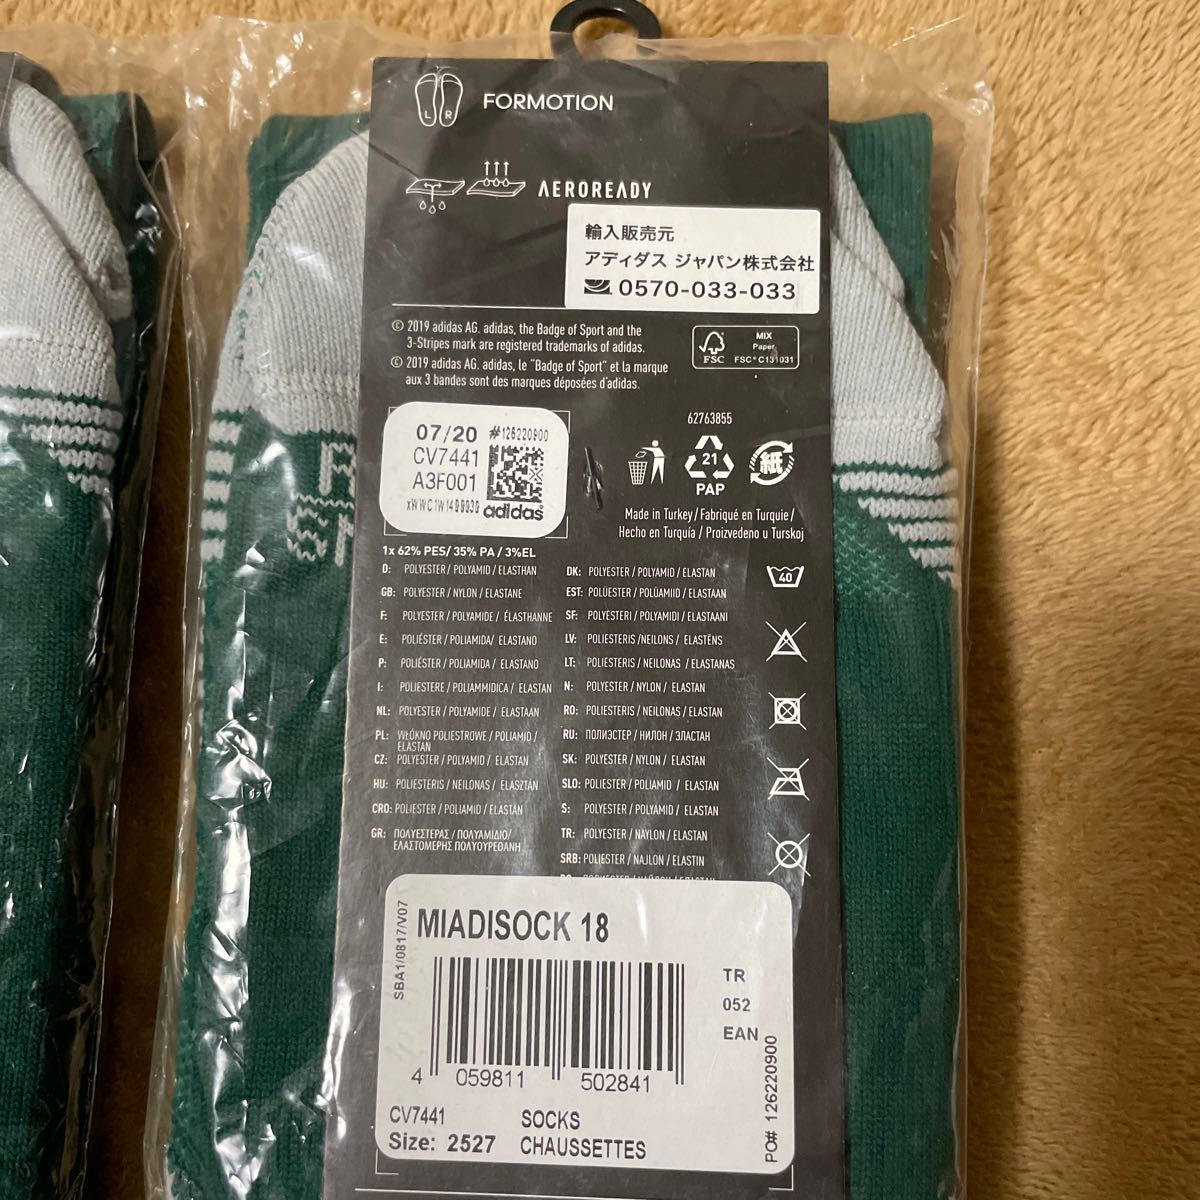 L R
FORMOTION
AEROREADY
輸入販売元
アディダス ジャパン株式会社
0570-033-033
© 2019 adidas AG. adidas, the Badge of Sport and the
3-Stripes mark are registered trademarks of adidas.
© 2019 adidas AG. adidas, le "Badge of Sport" et la marque
aux 3 bandes sont des marques déposées d'adidas.
FSC
MIX
Paper
FSC® C131031
07/20 #126220900
CV7441
A3F001
adidas
62763855
21
PAP
紙
Made in Turkey / Fabriqué en Turquie /
Hecho en Turquía / Proizvedeno u Turskoj
1x 62% PES/ 35% PA / 3%EL
D: POLYESTER / POLYAMID / ELASTHAN
GB: POLYESTER / NYLON / ELASTANE
F: POLYESTER / POLYAMIDE / ÉLASTHANNE
E: POLIÉSTER / POLIAMIDA/ ELASTANO
P: POLIÉSTER / POLIAMIDA / ELASTANO
I: POLIESTERE / POLIAMMIDICA / ELASTAN
NL: POLYESTER / POLYAMIDE / ELASTAAN
PL: WŁÓKNO POLIESTROWE / POLIAMID /
ELASTAN
CZ: POLYESTER / POLYAMID / ELASTAN
HU: POLIESTERIS / NEILONAS / ELASZTÁN
CRO: POLIESTER / POLIAMID / ELASTAN
GR: ΠΟΛΥΕΣΤΕΡΑΣ / ΠΟΛΥΑΜΙΔΙΟ/
ΕΛΑΣΤΟΜΕΡΗΣ ΠΟΛΥΟΥΡΕΘΑΝΗ
DK: POLYESTER / POLYAMID / ELASTAN
EST: POLÜESTER / POLÜAMIID / ELASTAAN
SF: POLYESTERI / POLYAMIDI / ELASTAANI
LV: POLIESTERIS /NEILONS / ELASTĒNS
LT: POLIESTERIS / NEILONAS / ELASTANAS
N: POLYESTER / NYLON / ELASTAN
RO: POLIESTERIS / NEILONAS / ELASTAN
RU: ПОЛИЭСТЕР / НИЛОН / ЭЛАСТАН
SK: POLYESTER / NYLON / ELASTAN
SLO: POLIESTER / POLIAMID / ELASTAN
S: POLYESTER / POLYAMID / ELASTAN
TR: POLYESTER / NAYLON / ELASTAN
SRB: POLIESTER / NAJLON / ELASTIN
40
SBA1/0817/V07
MIADISOCK 18
TR
052
EAN
4 059811 502841
CV7441 SOCKS
Size: 2527 CHAUSSETTES
PO# 126220900